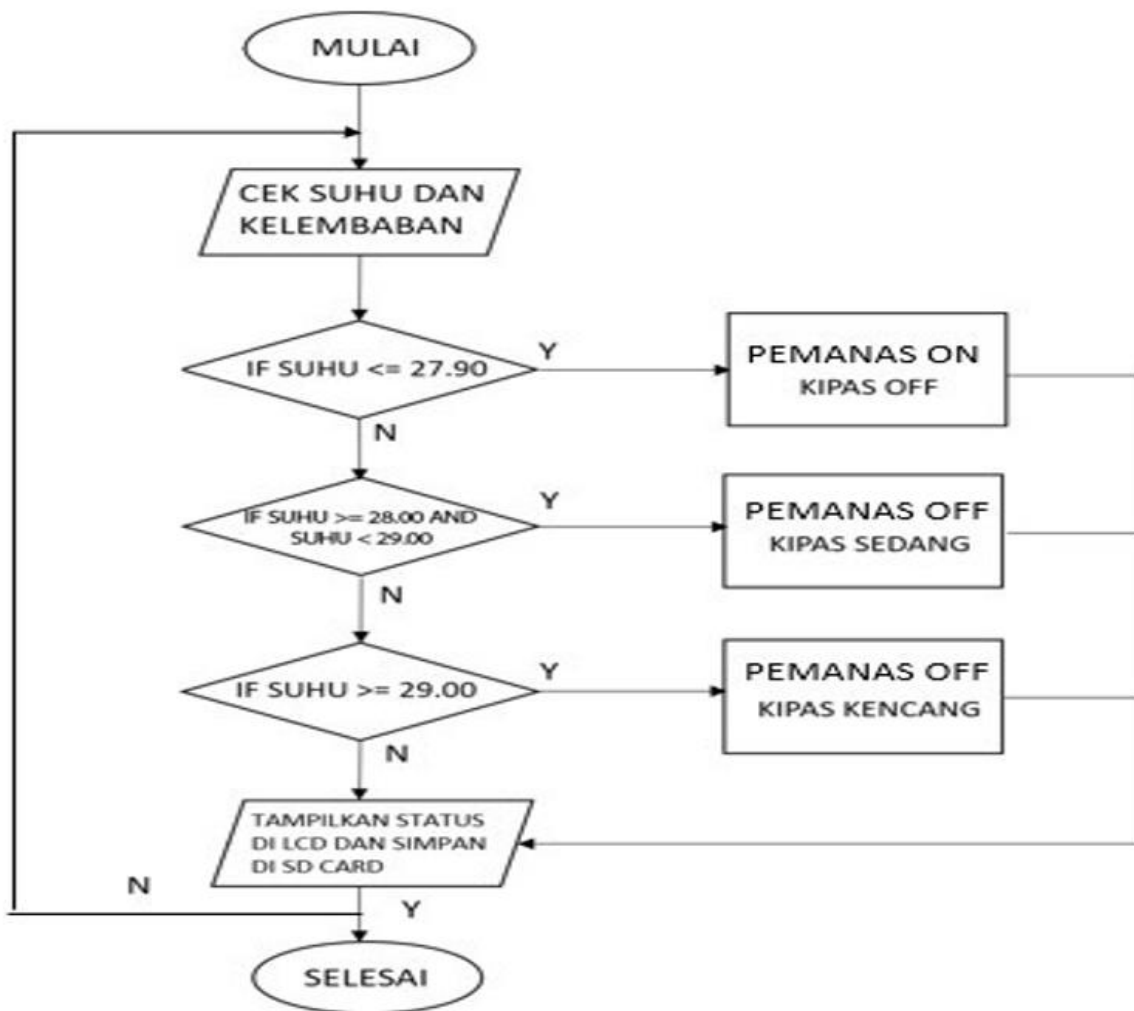 MULAI
CEK SUHU DAN
KELEMBABAN
IF SUHU <= 27.90
Y
PEMANAS ON
KIPAS OFF
N
IF SUHU >= 28.00 AND
SUHU < 29.00
Y
PEMANAS OFF
KIPAS SEDANG
N
IF SUHU >= 29.00
Y
PEMANAS OFF
KIPAS KENCANG
N
TAMPILKAN STATUS
DI LCD DAN SIMPAN
DI SD CARD
N
Y
SELESAI